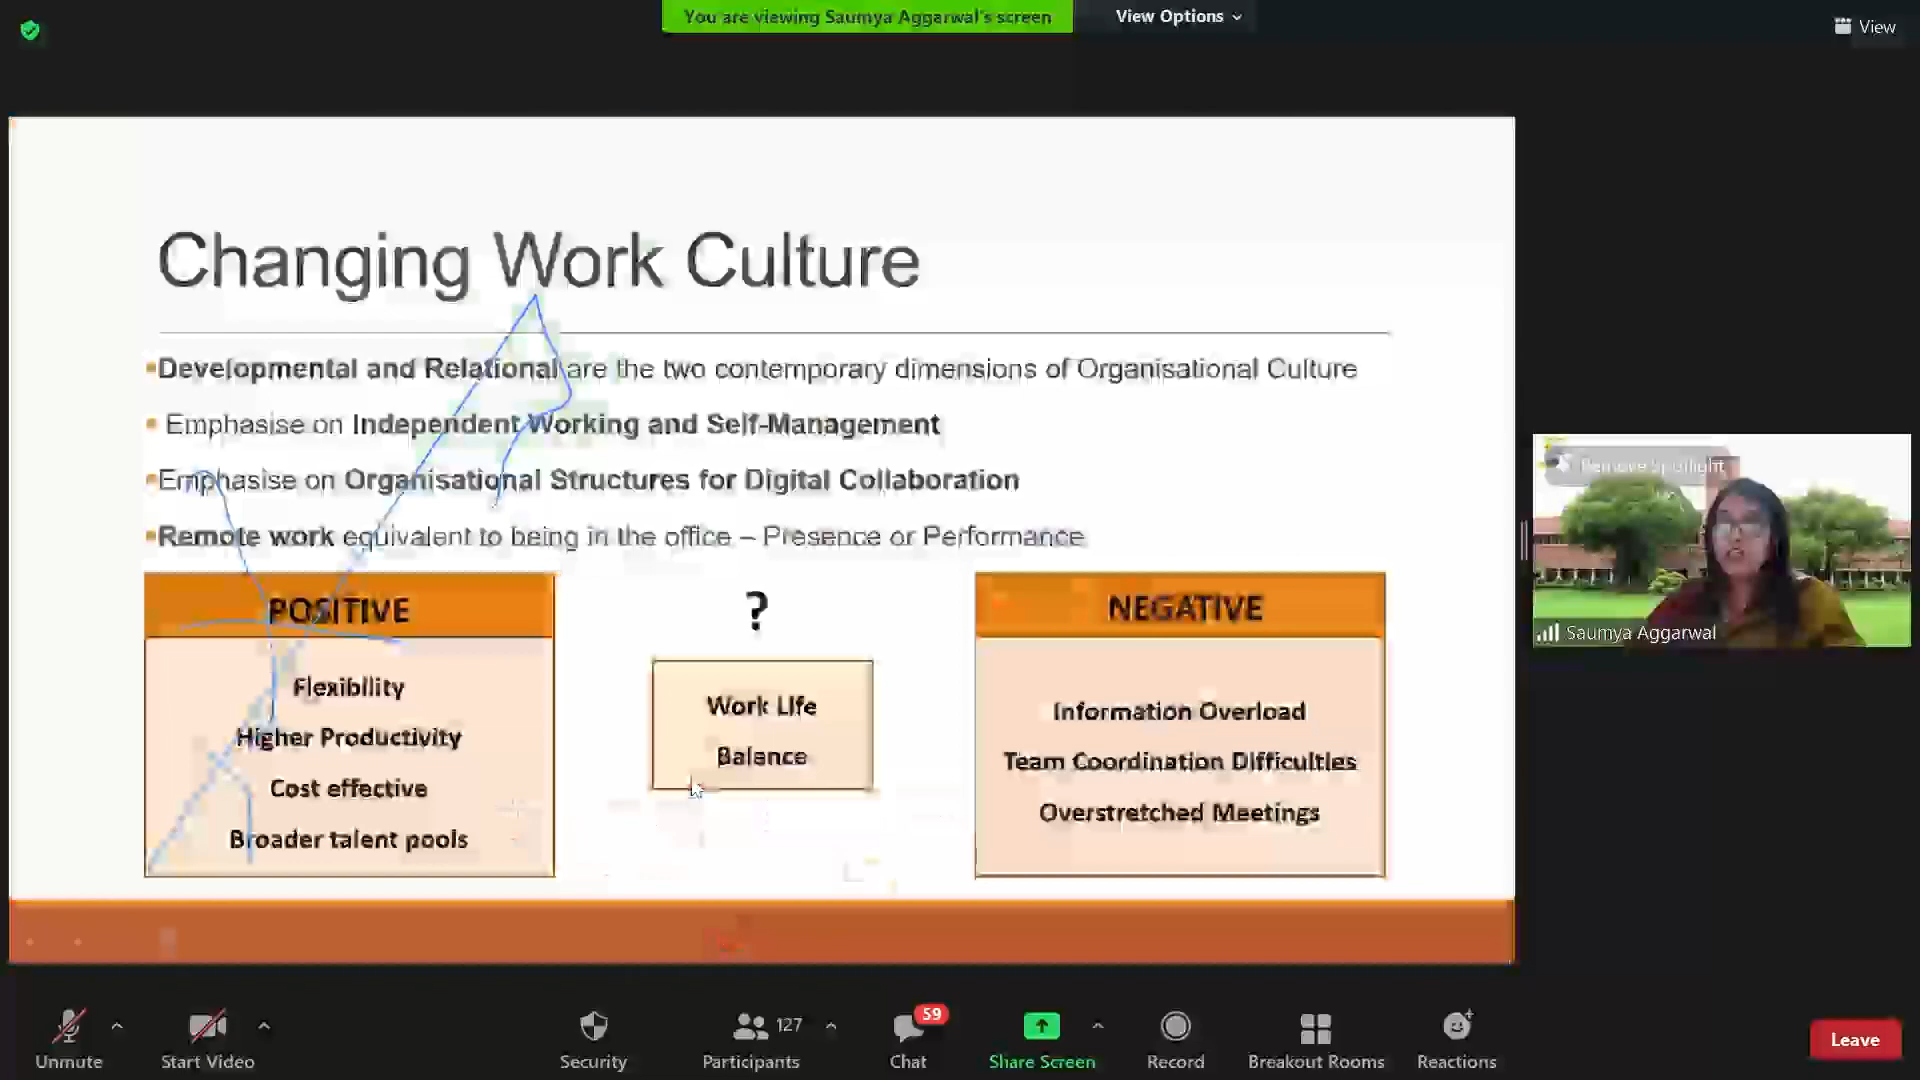 You are viewing Saumya Aggarwal's screen
View Options
View
Changing Work Culture
▪Developmental and Relational are the two contemporary dimensions of Organisational Culture
▪ Emphasise on Independent Working and Self-Management
▪Emphasise on Organisational Structures for Digital Collaboration
▪Remote work equivalent to being in the office – Presence or Performance
POSITIVE
Flexibility
Higher Productivity
Cost effective
Broader talent pools
?
Work Life
Balance
NEGATIVE
Information Overload
Team Coordination Difficulties
Overstretched Meetings
Remove Spotlight
Saumya Aggarwal
Unmute
Start Video
Security
127
Participants
59
Chat
Share Screen
Record
Breakout Rooms
Reactions
Leave